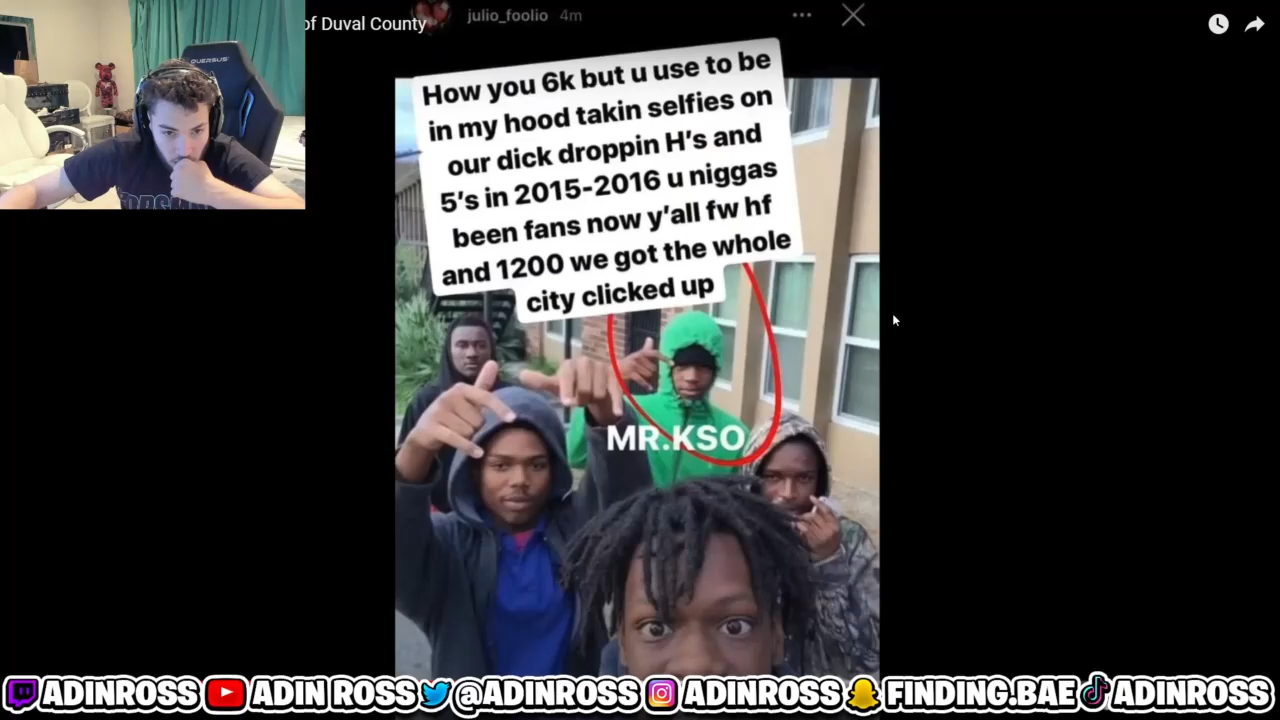 of Duval County
julio_foolio 4m
How you 6k but u use to be
in my hood takin selfies on
our dick droppin H's and
5's in 2015-2016 u niggas
been fans now y'all fw hf
and 1200 we got the whole
city clicked up
MR.KSO
QUERSUS
ADINROSS ADIN ROSS @ADINROSS ADINROSS FINDING.BAE ADINROSS